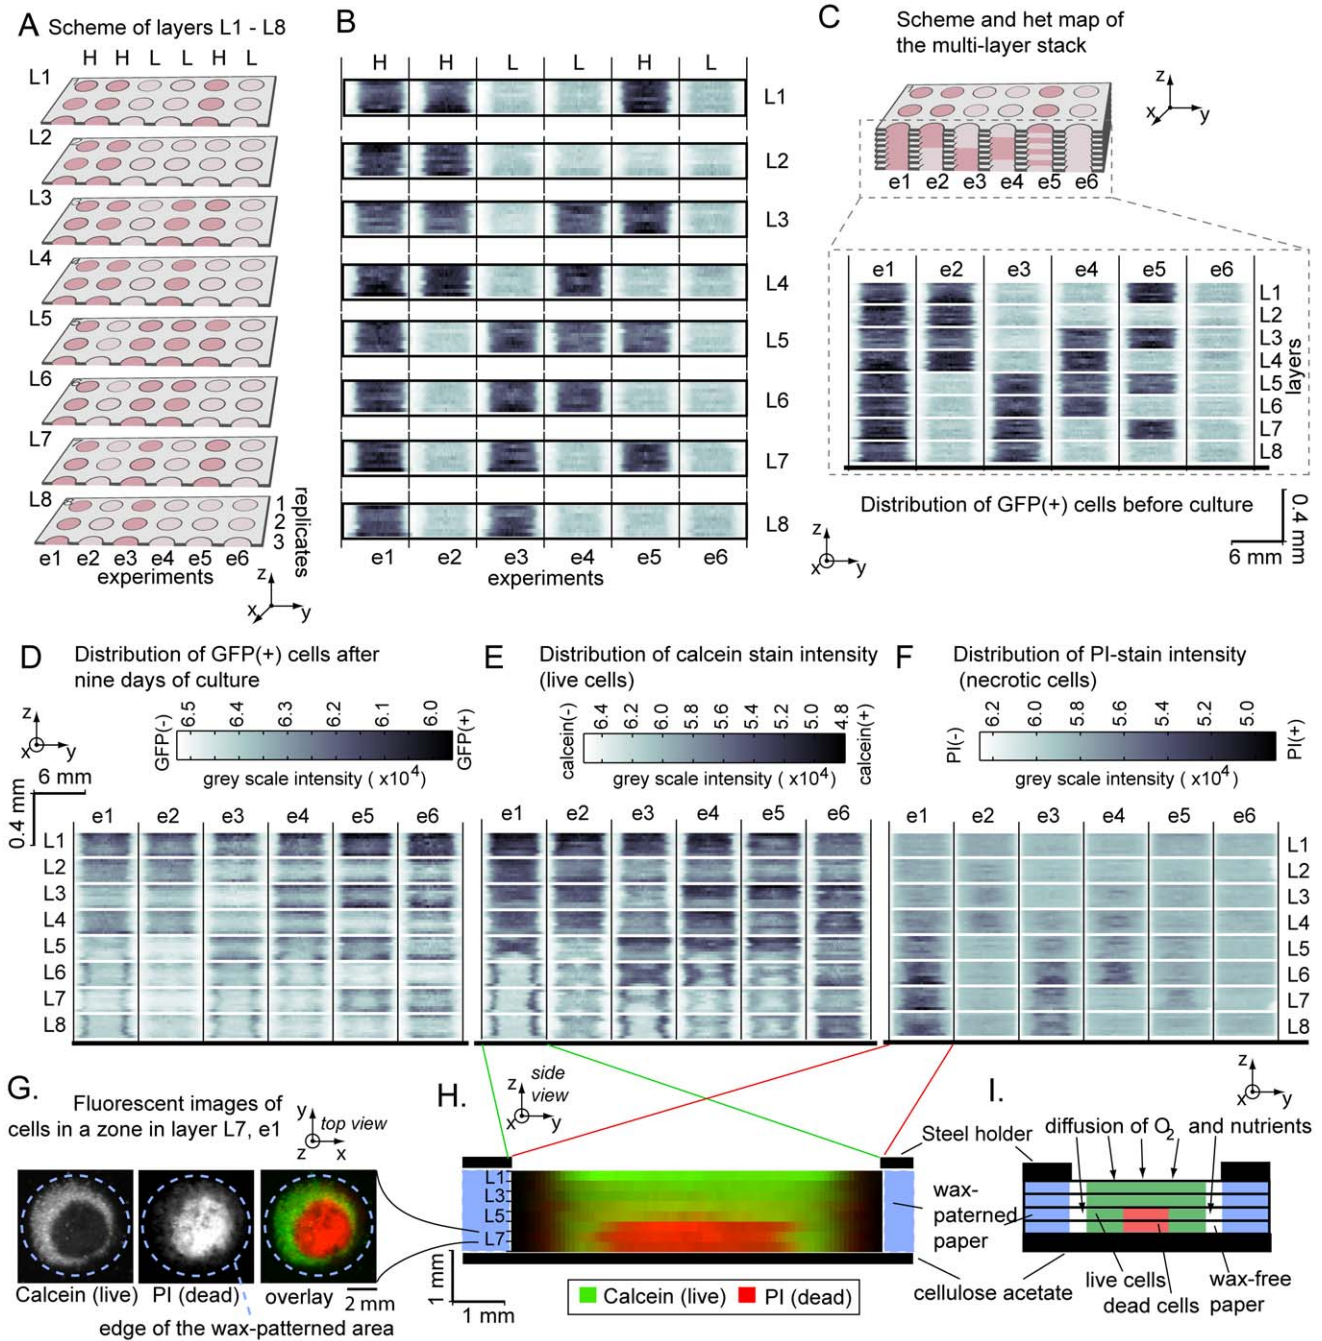 A Scheme of layers L1 - L8
H H L L H L
L1
L2
L3
L4
L5
L6
L7
L8
1
2
3
replicates
e1 e2 e3 e4 e5 e6
experiments
z
x
y
B
H H L L H L
L1
L2
L3
L4
L5
L6
L7
L8
e1 e2 e3 e4 e5 e6
experiments
C
Scheme and het map of
the multi-layer stack
z
x
y
e1 e2 e3 e4 e5 e6
e1 e2 e3 e4 e5 e6
L1
L2
L3
L4
L5
L6
L7
L8
layers
Distribution of GFP(+) cells before culture
z
x
y
6 mm
0.4 mm
D Distribution of GFP(+) cells after
nine days of culture
z
x
y
GFP(-)
6.5 6.4 6.3 6.2 6.1 6.0
GFP(+)
grey scale intensity ( x10⁴)
6 mm
0.4 mm
e1 e2 e3 e4 e5 e6
L1
L2
L3
L4
L5
L6
L7
L8
E Distribution of calcein stain intensity
(live cells)
calcein(-)
6.4 6.2 6.0 5.8 5.6 5.4 5.2 5.0 4.8
calcein(+)
grey scale intensity ( x10⁴)
e1 e2 e3 e4 e5 e6
F Distribution of PI-stain intensity
(necrotic cells)
PI(-)
6.2 6.0 5.8 5.6 5.4 5.2 5.0
PI(+)
grey scale intensity ( x10⁴)
e1 e2 e3 e4 e5 e6
L1
L2
L3
L4
L5
L6
L7
L8
G.
Fluorescent images of
cells in a zone in layer L7, e1
y
top view
z
x
Calcein (live) PI (dead) overlay
2 mm
edge of the wax-patterned area
H.
z
side
view
x
y
L1
L3
L5
L7
1 mm
1 mm
Calcein (live) PI (dead)
Steel holder
wax-
paterned
paper
cellulose acetate
I.
z
x
y
diffusion of O₂ and nutrients
live cells
dead cells
wax-free
paper